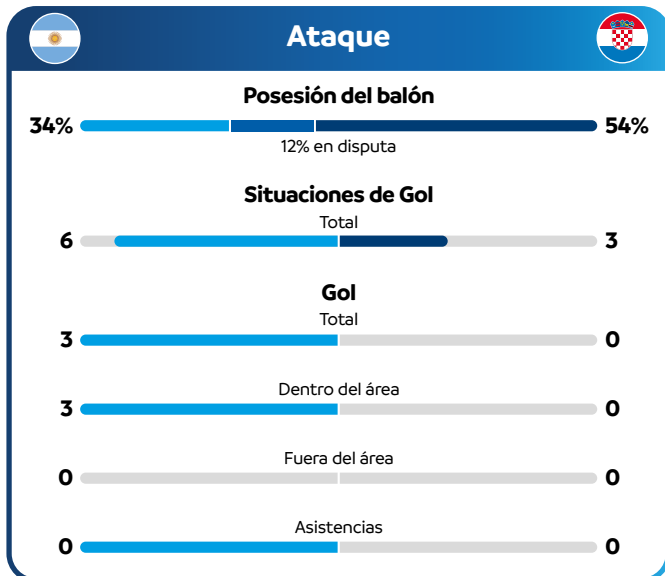 Ataque
Posesión del balón
34% 54%
12% en disputa
Situaciones de Gol
Total
6 3
Gol
Total
3 0
Dentro del área
3 0
Fuera del área
0 0
Asistencias
0 0